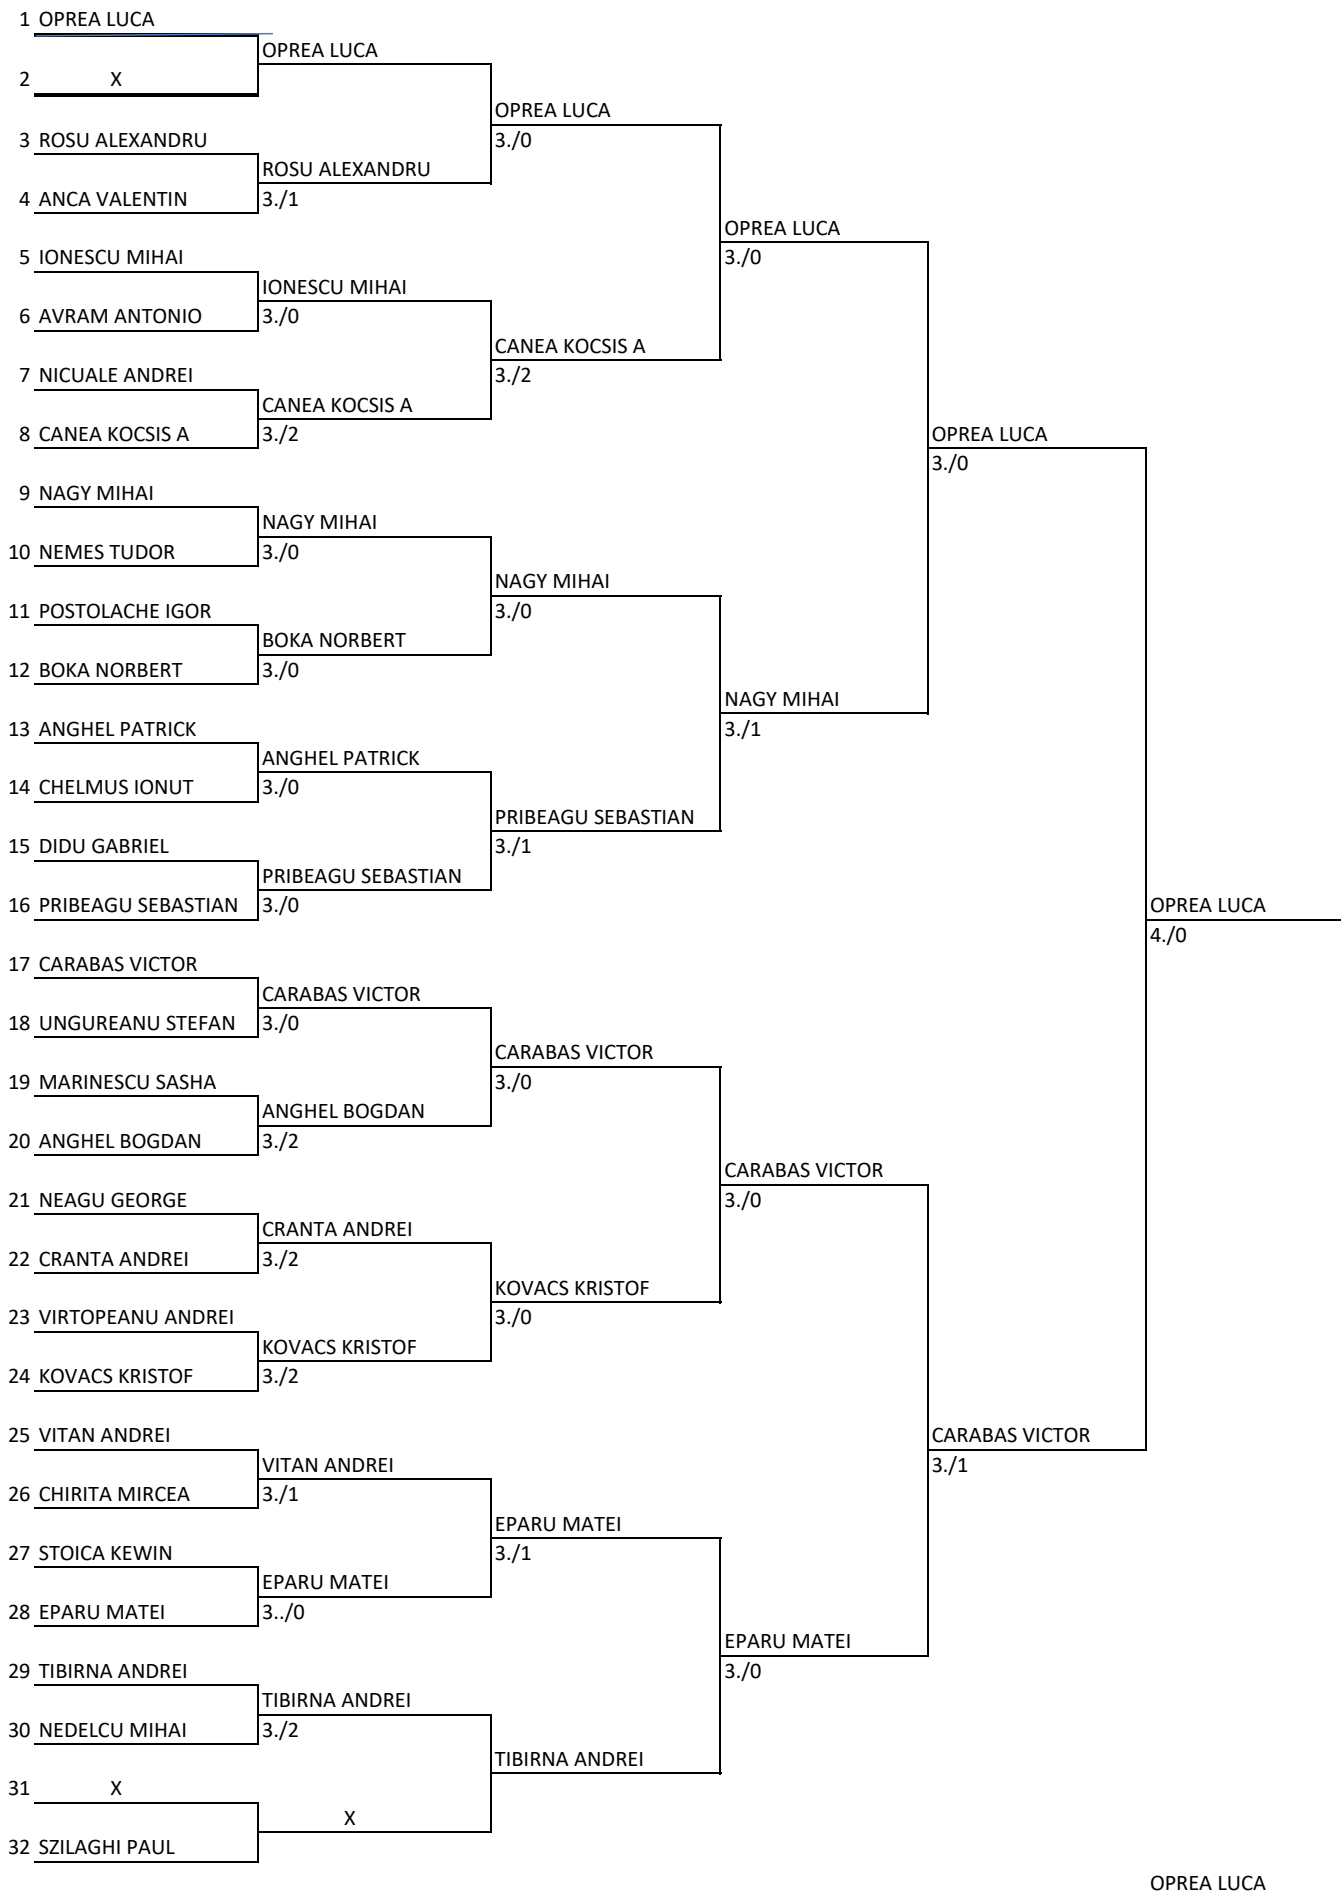 1 OPREA LUCA
OPREA LUCA
2 X
OPREA LUCA
3 ROSU ALEXANDRU
3./0
ROSU ALEXANDRU
4 ANCA VALENTIN
3./1
OPREA LUCA
5 IONESCU MIHAI
3./0
IONESCU MIHAI
6 AVRAM ANTONIO
3./0
CANEA KOCSIS A
7 NICUALE ANDREI
3./2
CANEA KOCSIS A
8 CANEA KOCSIS A
3./2
OPREA LUCA
3./0
9 NAGY MIHAI
NAGY MIHAI
10 NEMES TUDOR
3./0
NAGY MIHAI
11 POSTOLACHE IGOR
3./0
BOKA NORBERT
12 BOKA NORBERT
3./0
NAGY MIHAI
13 ANGHEL PATRICK
3./1
ANGHEL PATRICK
14 CHELMUS IONUT
3./0
PRIBEAGU SEBASTIAN
15 DIDU GABRIEL
3./1
PRIBEAGU SEBASTIAN
16 PRIBEAGU SEBASTIAN
3./0
OPREA LUCA
4./0
17 CARABAS VICTOR
CARABAS VICTOR
18 UNGUREANU STEFAN
3./0
CARABAS VICTOR
19 MARINESCU SASHA
3./0
ANGHEL BOGDAN
20 ANGHEL BOGDAN
3./2
CARABAS VICTOR
21 NEAGU GEORGE
3./0
CRANTA ANDREI
22 CRANTA ANDREI
3./2
KOVACS KRISTOF
23 VIRTOPEANU ANDREI
3./0
KOVACS KRISTOF
24 KOVACS KRISTOF
3./2
25 VITAN ANDREI
CARABAS VICTOR
3./1
VITAN ANDREI
26 CHIRITA MIRCEA
3./1
EPARU MATEI
27 STOICA KEWIN
3./1
EPARU MATEI
28 EPARU MATEI
3../0
EPARU MATEI
29 TIBIRNA ANDREI
3./0
TIBIRNA ANDREI
30 NEDELCU MIHAI
3./2
TIBIRNA ANDREI
31 X
X
32 SZILAGHI PAUL
OPREA LUCA